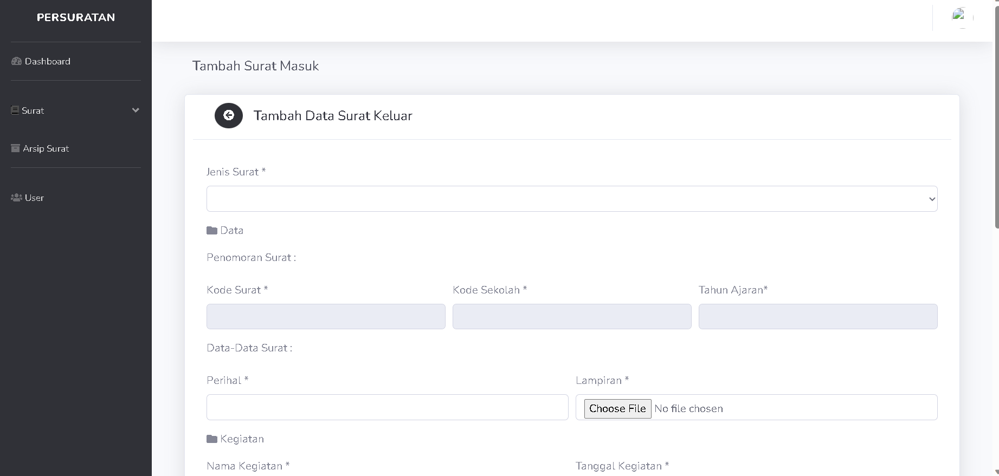 PERSURATAN
Dashboard
Surat
Arsip Surat
User
Tambah Surat Masuk
Tambah Data Surat Keluar
Jenis Surat *
Data
Penomoran Surat :
Kode Surat *
Kode Sekolah *
Tahun Ajaran*
Data-Data Surat :
Perihal *
Lampiran *
Choose File No file chosen
Kegiatan
Nama Kegiatan *
Tanggal Kegiatan *